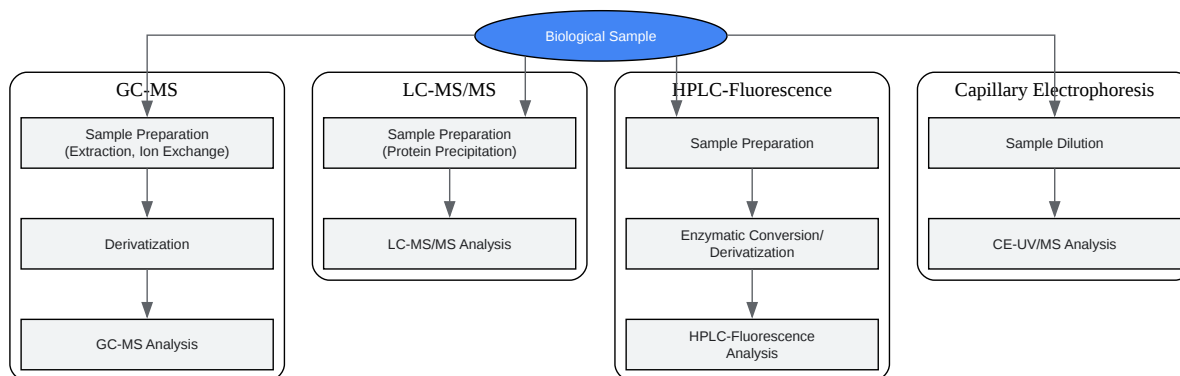 Biological Sample
GC-MS
Sample Preparation
(Extraction, Ion Exchange)
Derivatization
GC-MS Analysis
LC-MS/MS
Sample Preparation
(Protein Precipitation)
LC-MS/MS Analysis
HPLC-Fluorescence
Sample Preparation
Enzymatic Conversion/
Derivatization
HPLC-Fluorescence
Analysis
Capillary Electrophoresis
Sample Dilution
CE-UV/MS Analysis